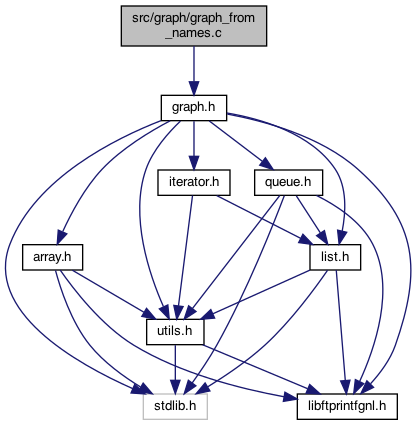 src/graph/graph_from
_names.c
graph.h
iterator.h
queue.h
array.h
list.h
utils.h
stdlib.h
libftprintfgnl.h